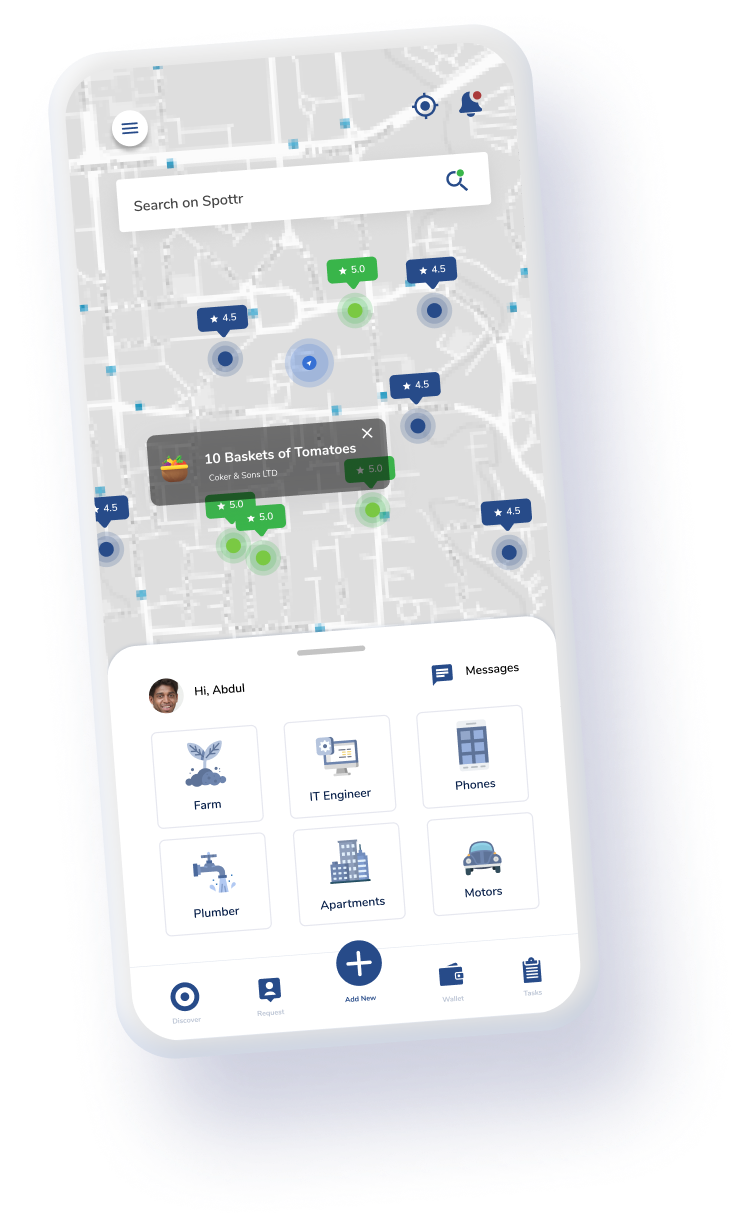 Search on Spottr
5.0
4.5
4.5
4.5
10 Baskets of Tomatoes
Coker & Sons LTD
5.0
4.5
5.0
5.0
4.5
Hi, Abdul
Messages
Farm
IT Engineer
Phones
Plumber
Apartments
Motors
Discover
Request
Add New
Wallet
Tasks